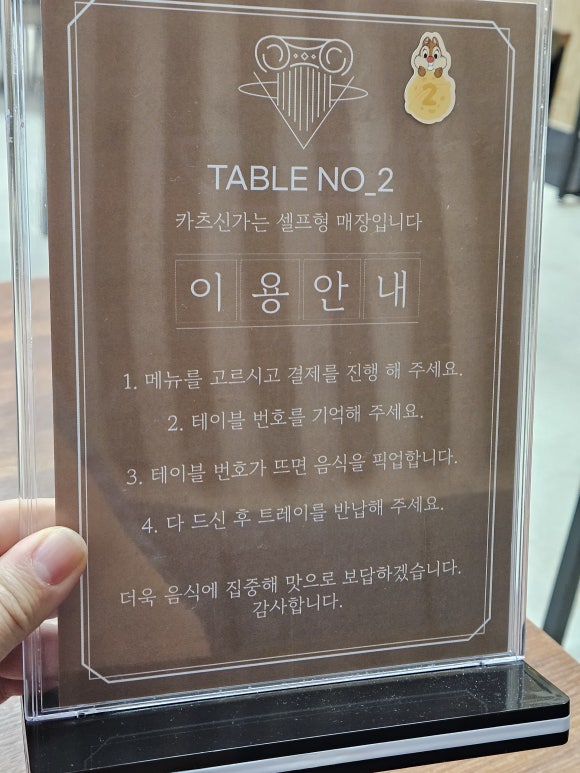 2
TABLE NO_2
카츠신가는 셀프형 매장입니다
이용안내
1. 메뉴를 고르시고 결제를 진행 해 주세요.
2. 테이블 번호를 기억해 주세요.
3. 테이블 번호가 뜨면 음식을 픽업합니다.
4. 다 드신 후 트레이를 반납해 주세요.
더욱 음식에 집중해 맛으로 보답하겠습니다.
감사합니다.